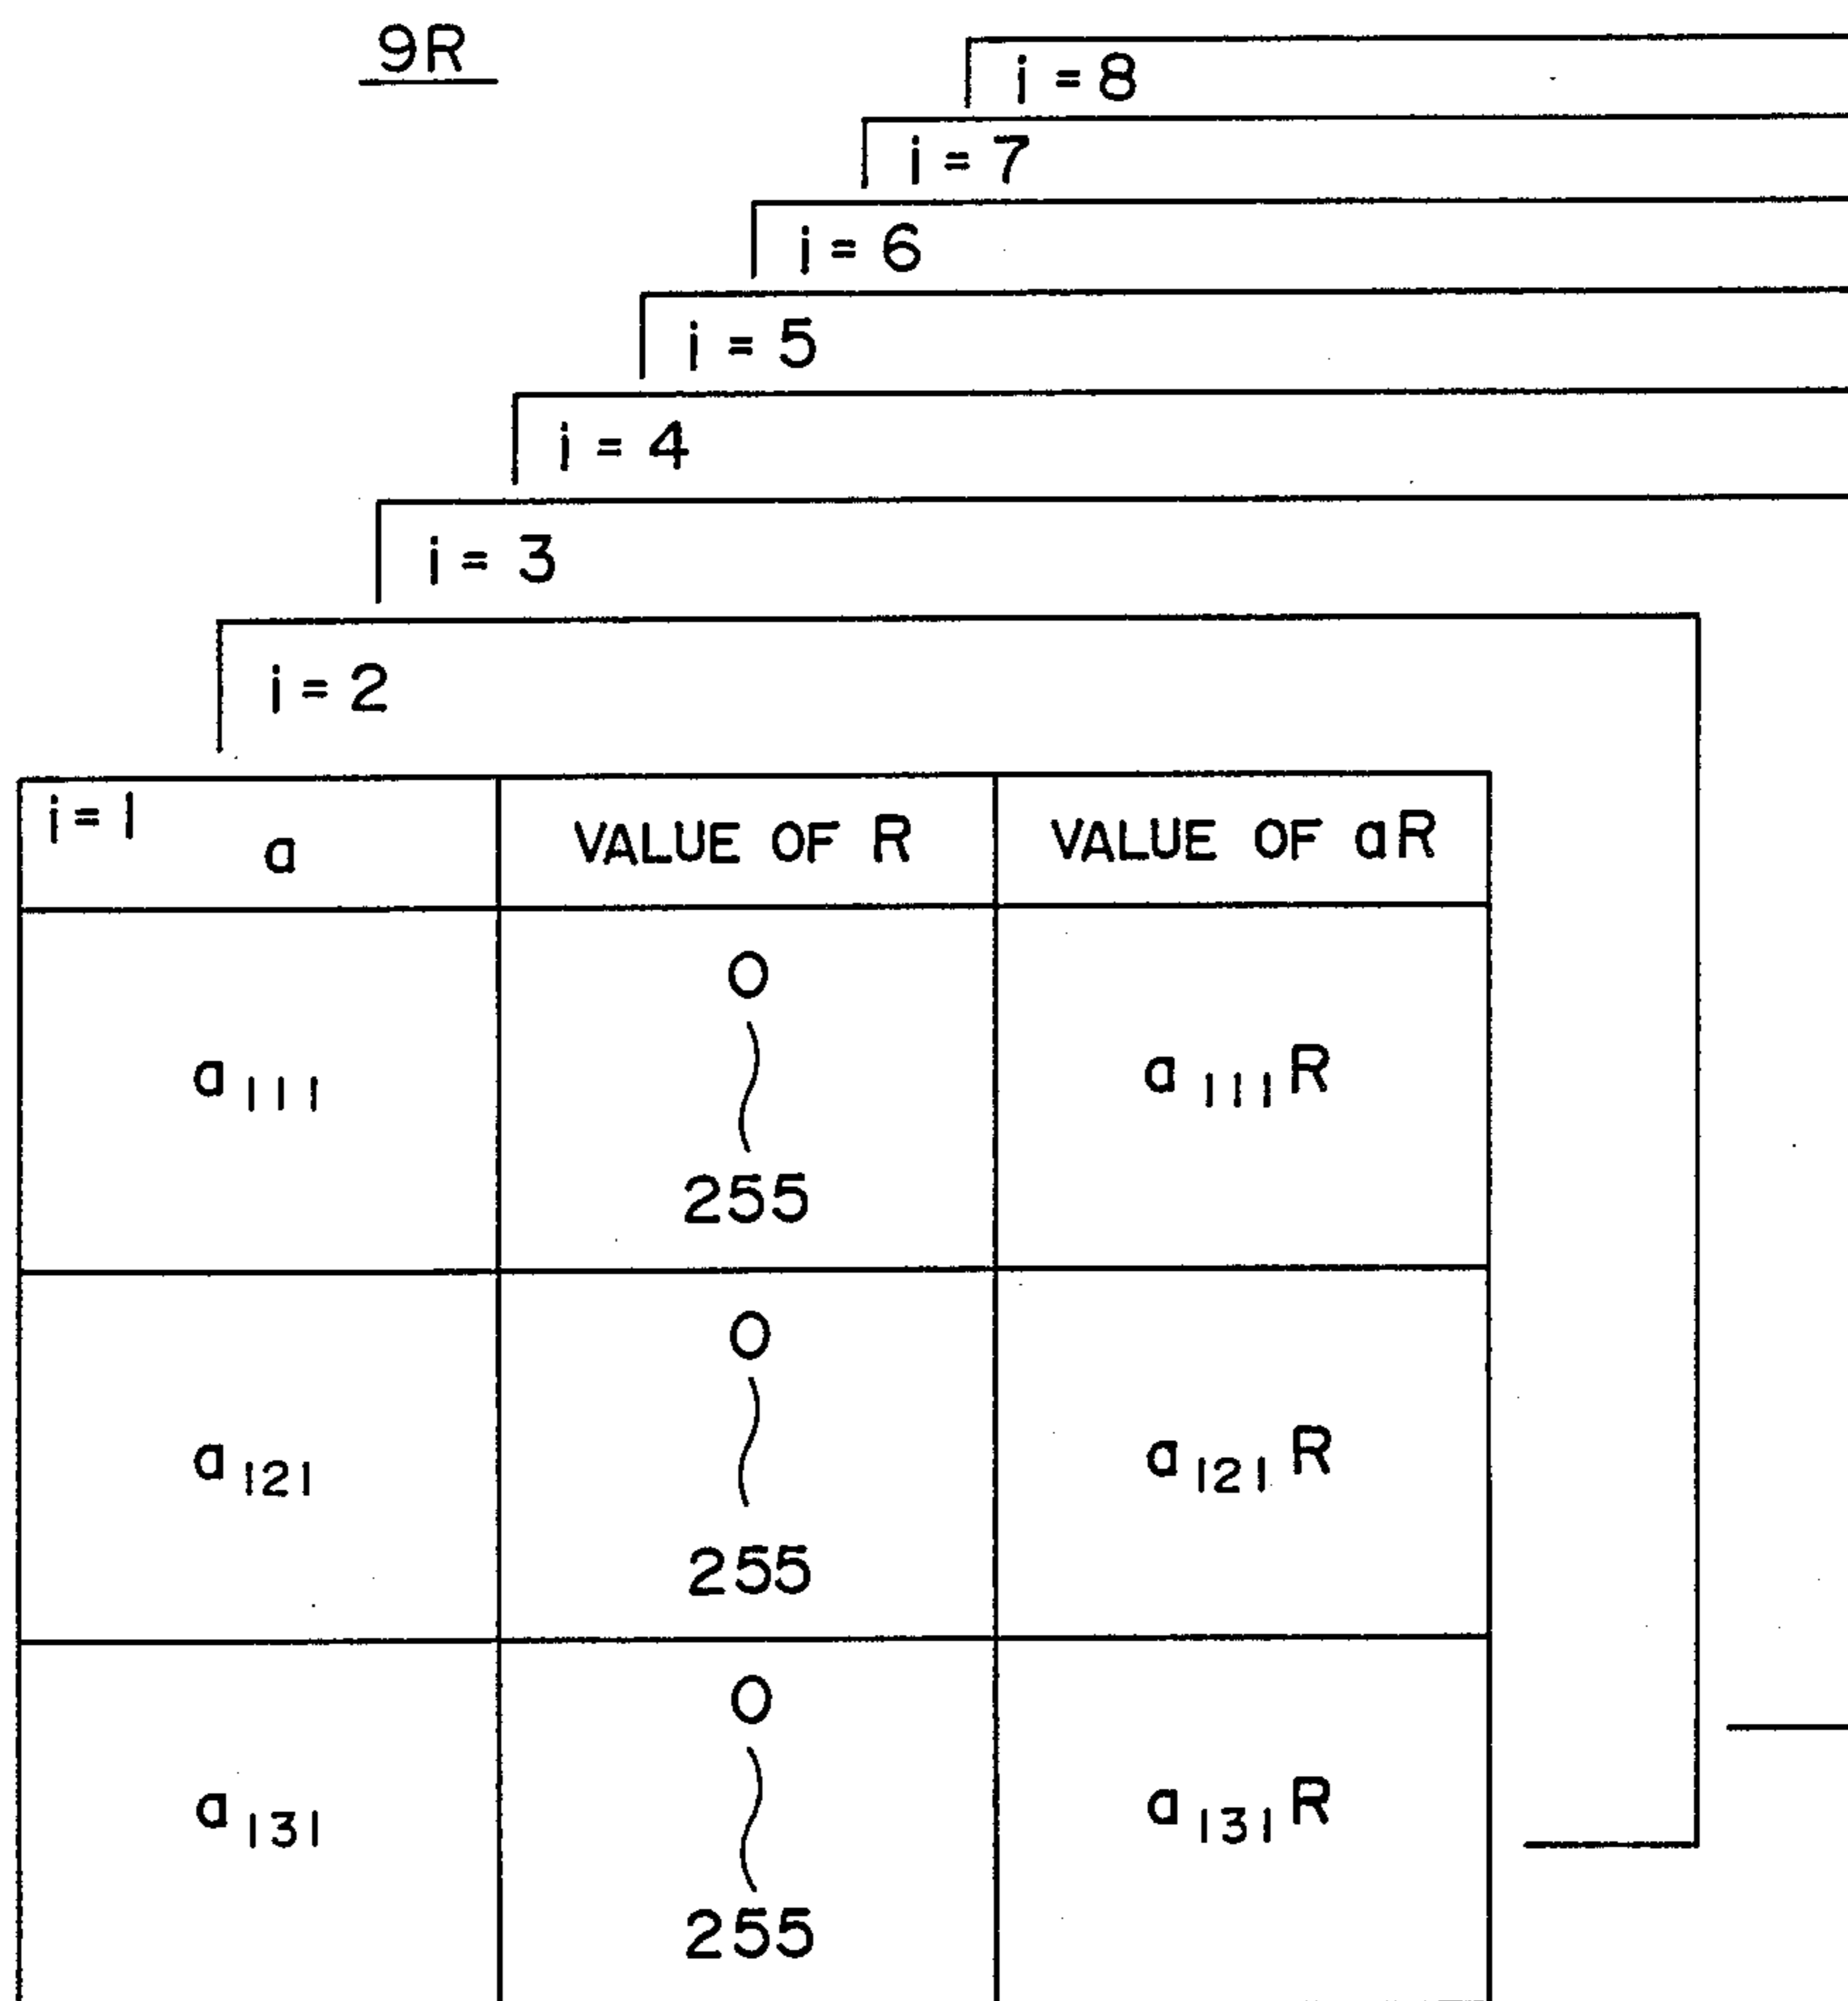 9R
i = 8
i = 7
i = 6
i = 5
i = 4
i = 3
i = 2
i = 1
a VALUE OF R VALUE OF aR
0
a111 a111R
255
0
a121 a121R
255
0
a131 a131R
255